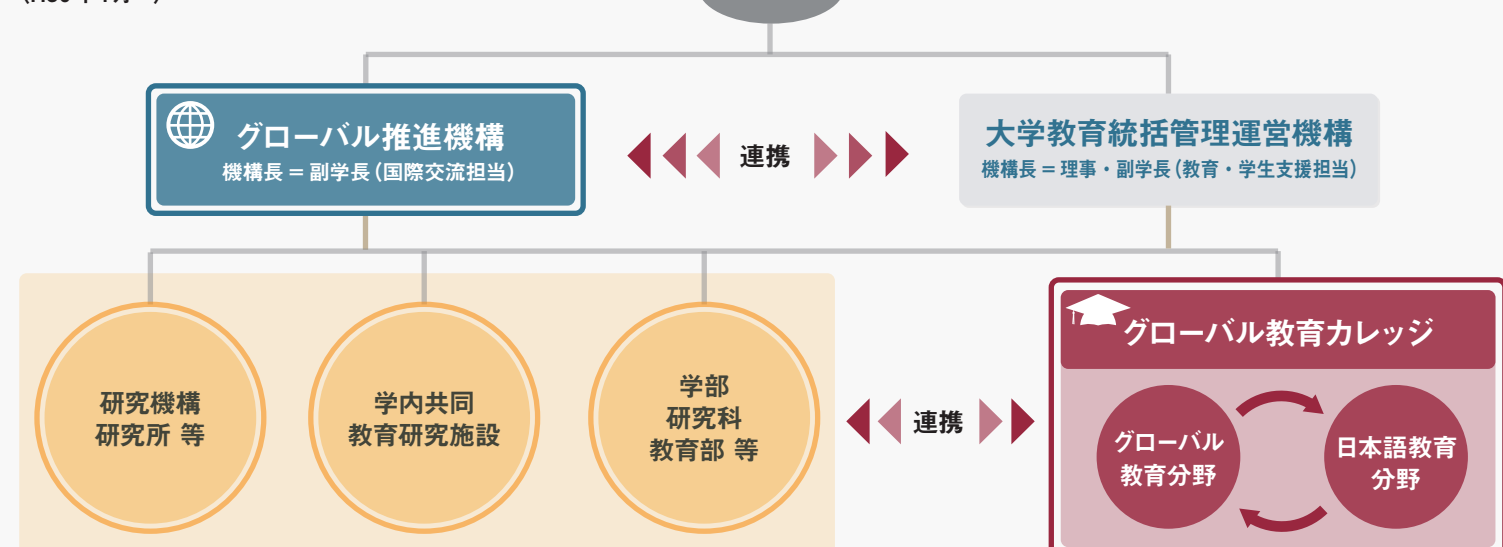 グローバル推進機構
機構長 = 副学長 (国際交流担当)
連携
大学教育統括管理運営機構
機構長 = 理事・副学長 (教育・学生支援担当)
研究機構
研究所 等
学内共同
教育研究施設
学部
研究科
教育部 等
連携
グローバル教育カレッジ
グローバル
教育分野
日本語教育
分野